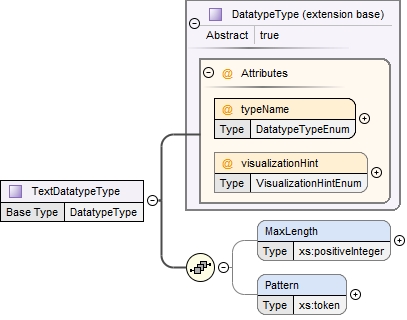 DatatypeType (extension base)
Abstract true
@ Attributes
@ typeName
Type DatatypeTypeEnum
@ visualizationHint
Type VisualizationHintEnum
TextDatatypeType
Base Type DatatypeType
MaxLength
Type xs:positiveInteger
Pattern
Type xs:token